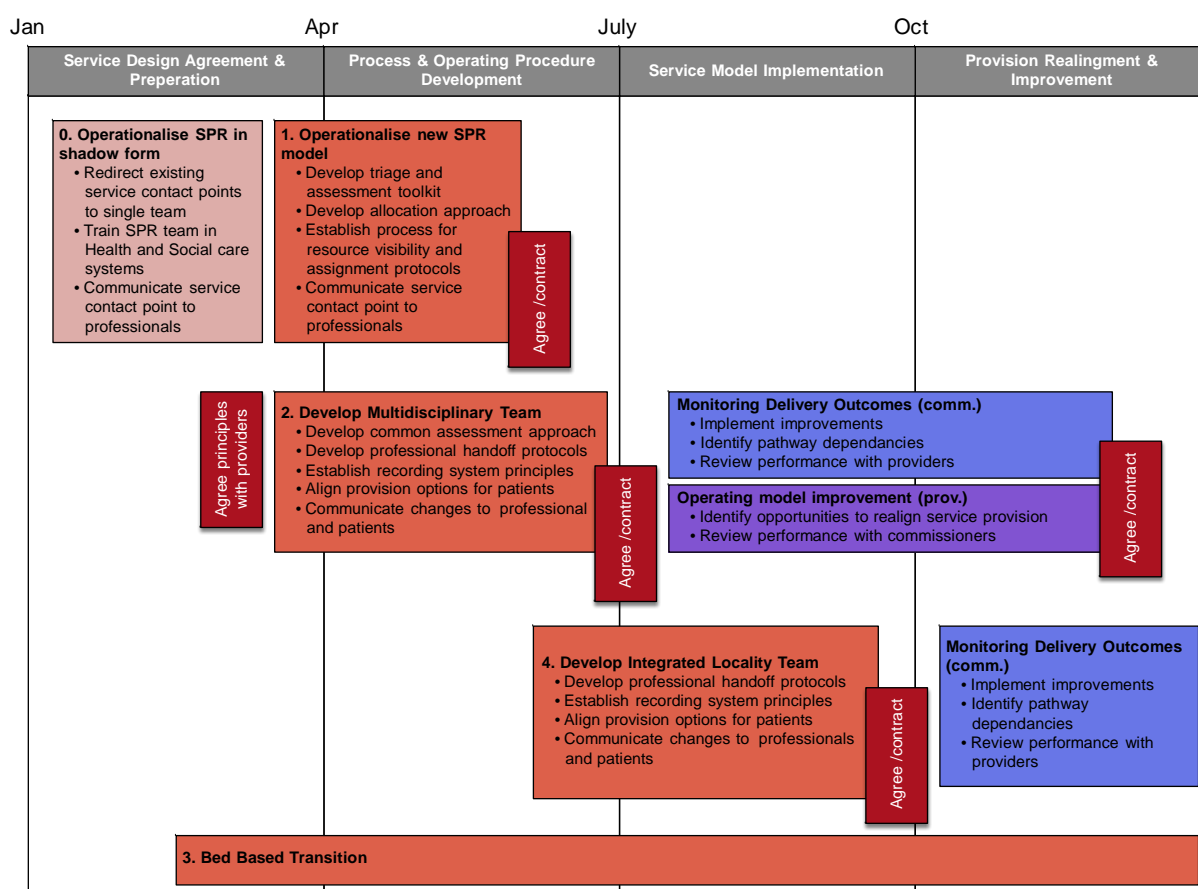 Jan
Apr
July
Oct
Service Design Agreement &
Preperation
Process & Operating Procedure
Development
Service Model Implementation
Provision Realingment &
Improvement
0. Operationalise SPR in
shadow form
• Redirect existing
service contact points
to single team
• Train SPR team in
Health and Social care
systems
• Communicate service
contact point to
professionals
1. Operationalise new SPR
model
• Develop triage and
assessment toolkit
• Develop allocation approach
• Establish process for
resource visibility and
assignment protocols
• Communicate service
contact point to
professionals
Agree /contract
Agree principles
with providers
2. Develop Multidisciplinary Team
• Develop common assessment approach
• Develop professional handoff protocols
• Establish recording system principles
• Align provision options for patients
• Communicate changes to professional
and patients
Agree /contract
Monitoring Delivery Outcomes (comm.)
• Implement improvements
• Identify pathway dependancies
• Review performance with providers
Operating model improvement (prov.)
• Identify opportunities to realign service provision
• Review performance with commissioners
Agree /contract
4. Develop Integrated Locality Team
• Develop professional handoff protocols
• Establish recording system principles
• Align provision options for patients
• Communicate changes to professionals
and patients
Agree /contract
Monitoring Delivery Outcomes
(comm.)
• Implement improvements
• Identify pathway
dependancies
• Review performance with
providers
3. Bed Based Transition